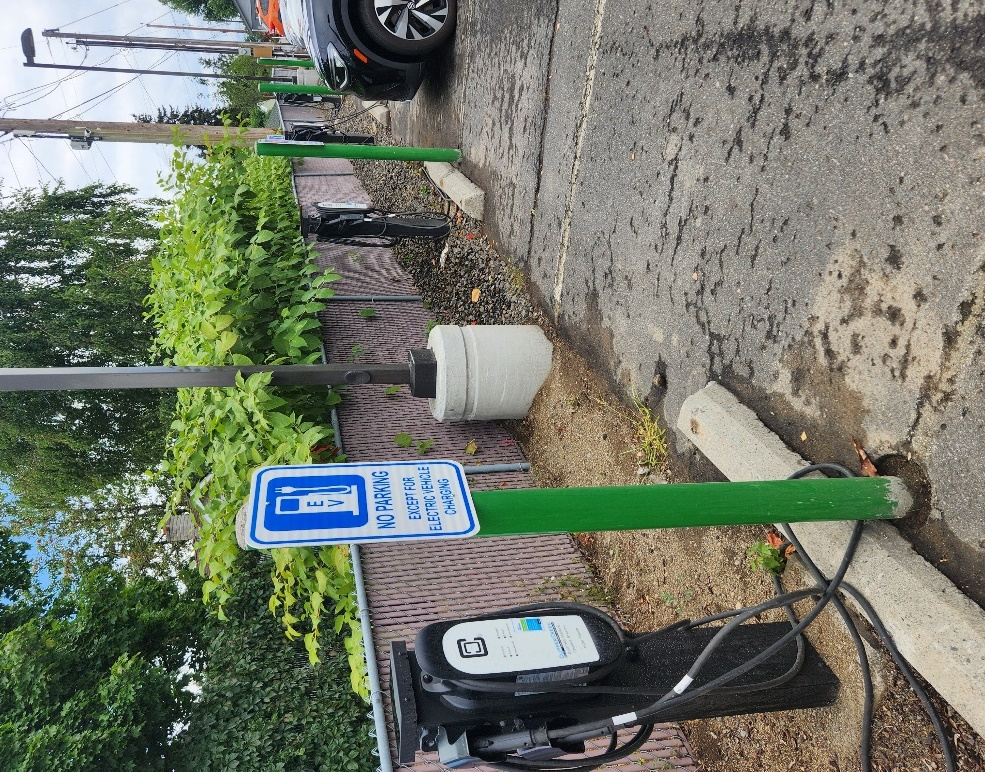 E
V
NO PARKING
EXCEPT FOR
ELECTRIC VEHICLE
CHARGING